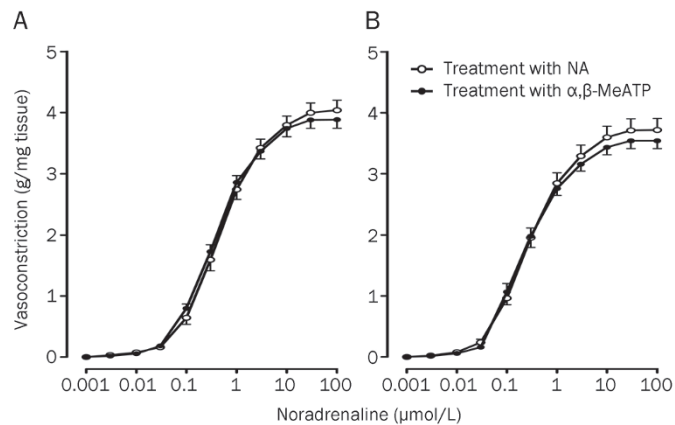 A
B
Vasoconstriction (g/mg tissue)
5
4
3
2
1
0
0.001 0.01 0.1 1 10 100
5
4
3
2
1
0
0.001 0.01 0.1 1 10 100
Treatment with NA
Treatment with α,β-MeATP
Noradrenaline (µmol/L)